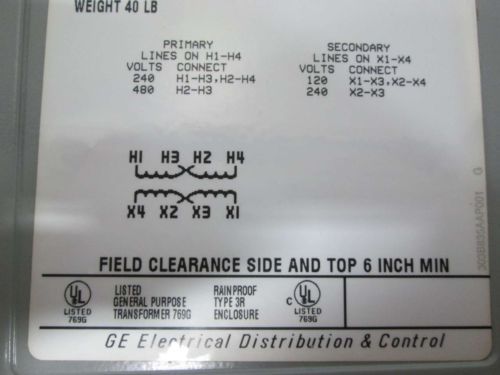 WEIGHT 40 LB
PRIMARY
LINES ON H1-H4
VOLTS CONNECT
240 H1-H3,H2-H4
480 H2-H3
SECONDARY
LINES ON X1-X4
VOLTS CONNECT
120 X1-X3,X2-X4
240 X2-X3
H1 H3 H2 H4
X4 X2 X3 X1
FIELD CLEARANCE SIDE AND TOP 6 INCH MIN
UL
LISTED
769G
LISTED
GENERAL PURPOSE
TRANSFORMER 769G
RAINPROOF
TYPE 3R
ENCLOSURE
C UL
LISTED
769G
GE Electrical Distribution & Control
G